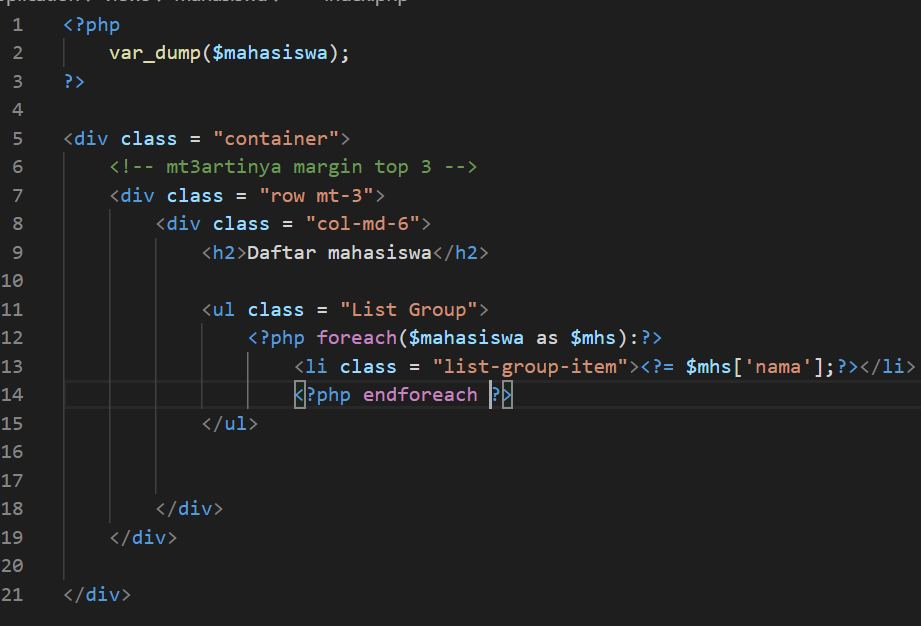 index.php
1 <?php
2 var_dump($mahasiswa);
3 ?>
4
5 <div class = "container">
6 <!-- mt3artinya margin top 3 -->
7 <div class = "row mt-3">
8 <div class = "col-md-6">
9 <h2>Daftar mahasiswa</h2>
10
11 <ul class = "List Group">
12 <?php foreach($mahasiswa as $mhs):?>
13 <li class = "list-group-item"><?= $mhs['nama'];?></li>
14 <?php endforeach ?>
15 </ul>
16
17
18 </div>
19 </div>
20
21 </div>